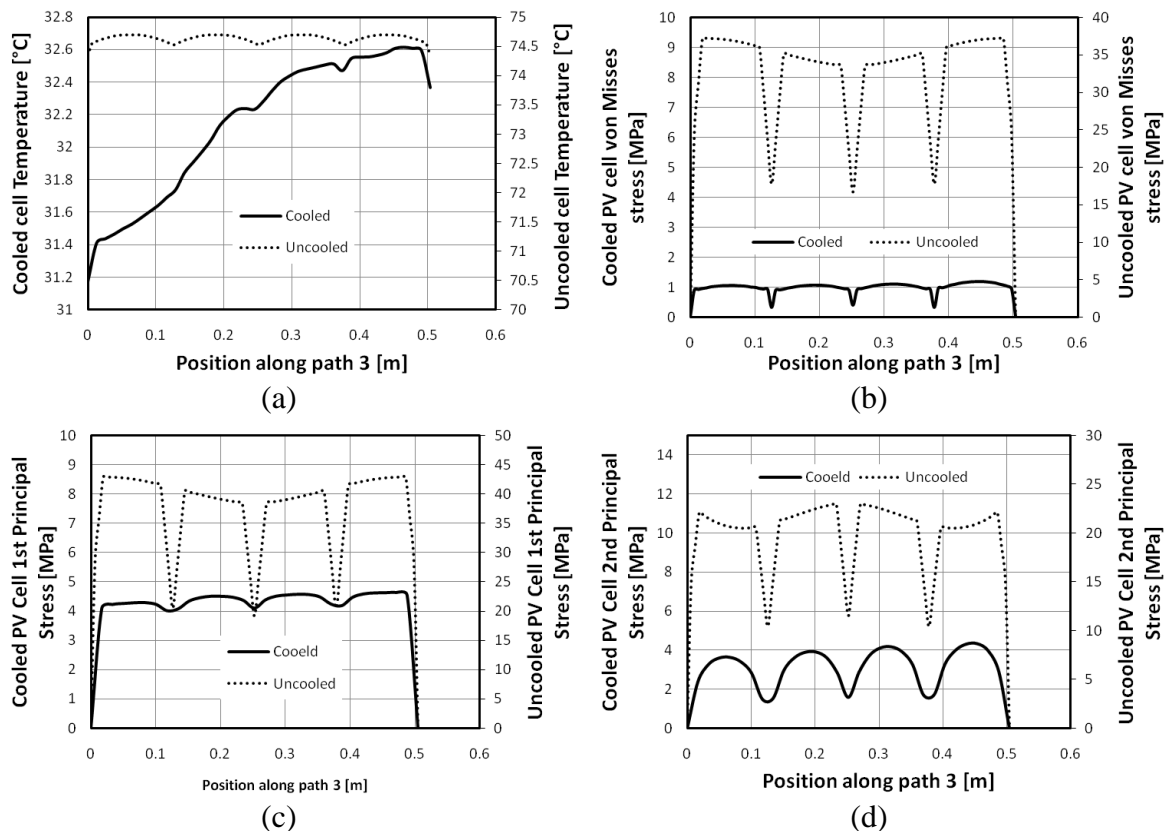 Cooled cell Temperature [°C]
32.8
32.6
32.4
32.2
32
31.8
31.6
31.4
31.2
31
75
74.5
74
73.5
73
72.5
72
71.5
71
70.5
70
Uncooled cell Temperature [°C]
Cooled
Uncooled
0 0.1 0.2 0.3 0.4 0.5 0.6
Position along path 3 [m]
(a)
Cooled PV cell von Misses
stress [MPa]
10
9
8
7
6
5
4
3
2
1
0
40
35
30
25
20
15
10
5
0
Uncooled PV cell von Misses
stress [MPa]
Cooled Uncooled
0 0.1 0.2 0.3 0.4 0.5 0.6
Position along path 3 [m]
(b)
Cooled PV Cell 1st Principal
Stress [MPa]
10
9
8
7
6
5
4
3
2
1
0
50
45
40
35
30
25
20
15
10
5
0
Uncooled PV Cell 1st Principal
Stress [MPa]
Cooeld
Uncooled
0 0.1 0.2 0.3 0.4 0.5 0.6
Position along path 3 [m]
(c)
Cooled PV Cell 2nd Principal
Stress [MPa]
14
12
10
8
6
4
2
0
30
25
20
15
10
5
0
Uncooled PV Cell 2nd Principal
Stress [MPa]
Cooeld Uncooled
0 0.1 0.2 0.3 0.4 0.5 0.6
Position along path 3 [m]
(d)